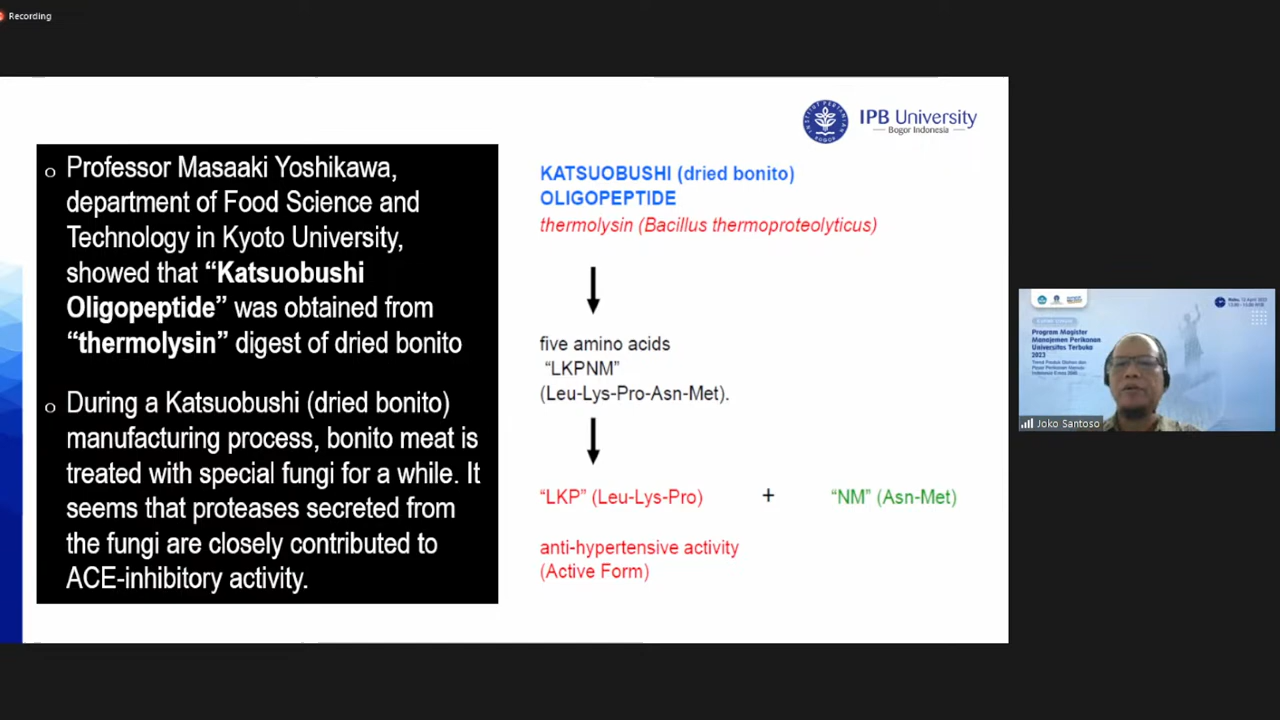 Recording
IPB University
Bogor Indonesia
o Professor Masaaki Yoshikawa,
department of Food Science and
Technology in Kyoto University,
showed that “Katsuobushi
Oligopeptide” was obtained from
“thermolysin” digest of dried bonito
o During a Katsuobushi (dried bonito)
manufacturing process, bonito meat is
treated with special fungi for a while. It
seems that proteases secreted from
the fungi are closely contributed to
ACE-inhibitory activity.
KATSUOBUSHI (dried bonito)
OLIGOPEPTIDE
thermolysin (Bacillus thermoproteolyticus)
five amino acids
“LKPNM”
(Leu-Lys-Pro-Asn-Met).
“LKP” (Leu-Lys-Pro) + “NM” (Asn-Met)
anti-hypertensive activity
(Active Form)
Program Magister
Manajemen Perikanan
Universitas Terbuka
2023
Joko Santoso